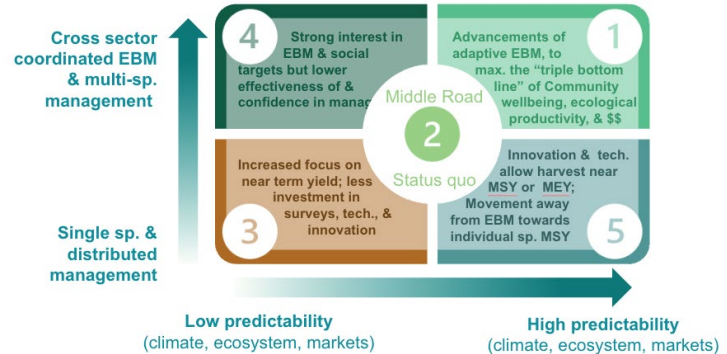 Cross sector
coordinated EBM
& multi-sp.
management
Single sp. &
distributed
management
4
Strong interest in
EBM & social
targets but lower
effectiveness of &
confidence in
1
Advancements of
adaptive EBM, to
max. the “triple bottom
line” of Community
wellbeing, ecological
productivity, & $$
Middle Road
2
Status quo
Increased focus on
near term yield; less
investment in
surveys, tech., &
innovation
3
Innovation & tech.
allow harvest near
MSY or MEY;
Movement away
from EBM towards
individual sp. MSY
5
Low predictability
(climate, ecosystem, markets)
High predictability
(climate, ecosystem, markets)